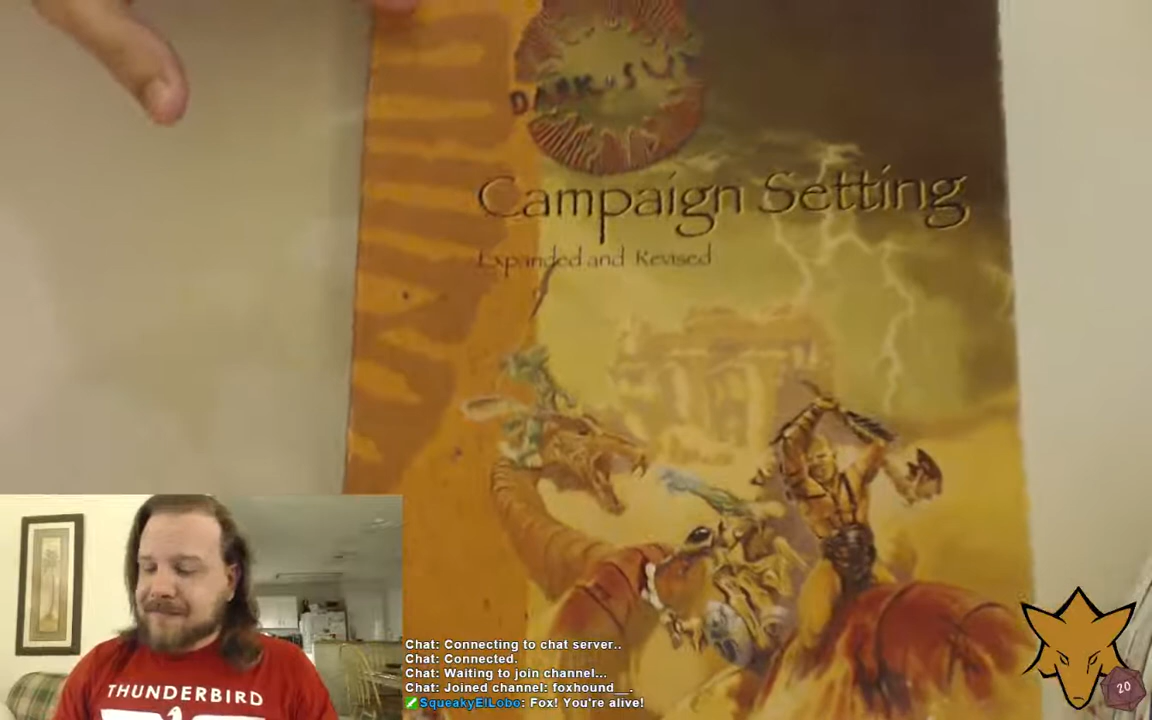 DARK SUN
Campaign Setting
Expanded and Revised
THUNDERBIRD
Chat: Connecting to chat server..
Chat: Connected.
Chat: Waiting to join channel...
Chat: Joined channel: foxhound__.
SqueakyElLobo: Fox! You're alive!
20